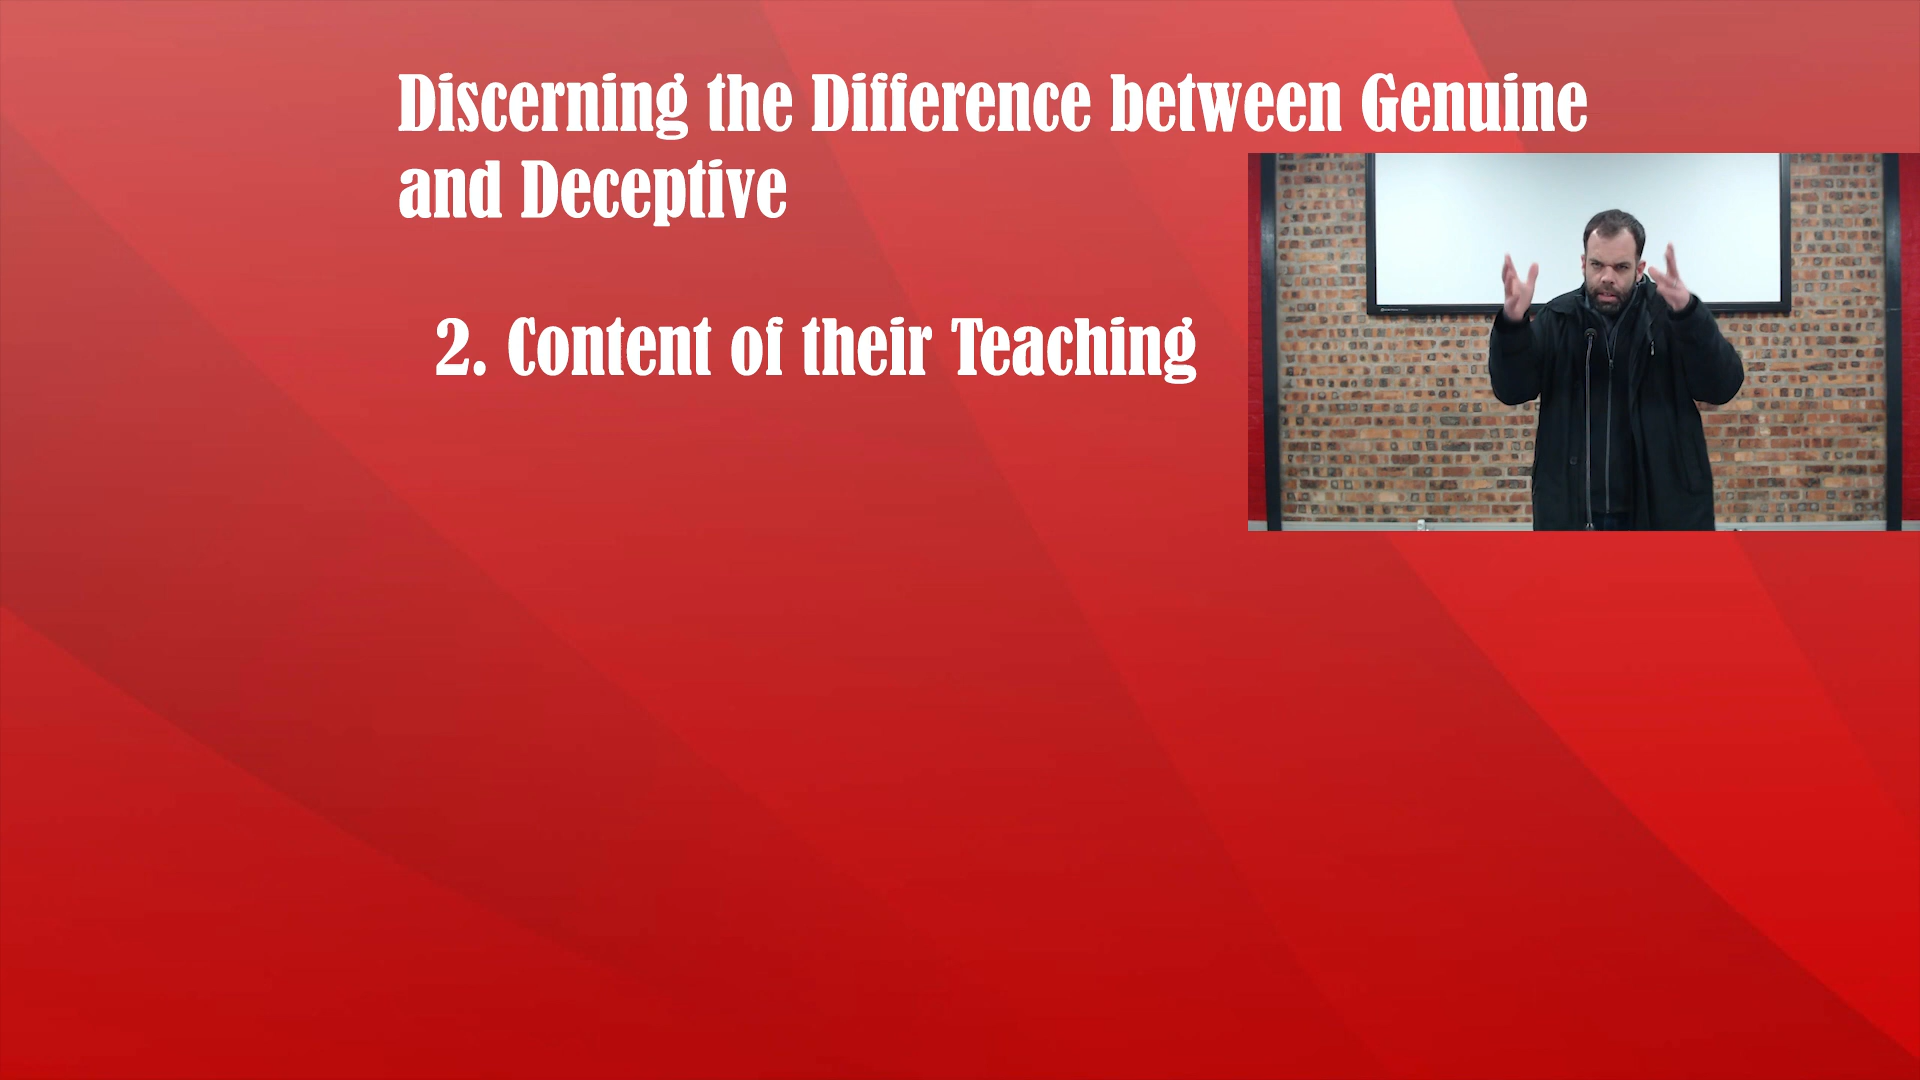 Discerning the Difference between Genuine
and Deceptive
2. Content of their Teaching